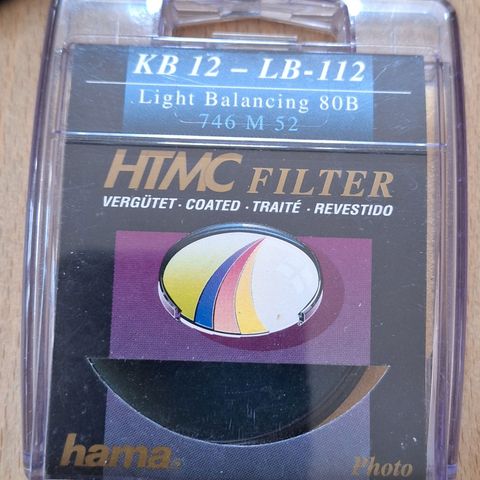 KB 12 – LB-112
Light Balancing 80B
746 M 52
HTMC FILTER
VERGÜTET · COATED · TRAITÉ · REVESTIDO
hama®
Photo